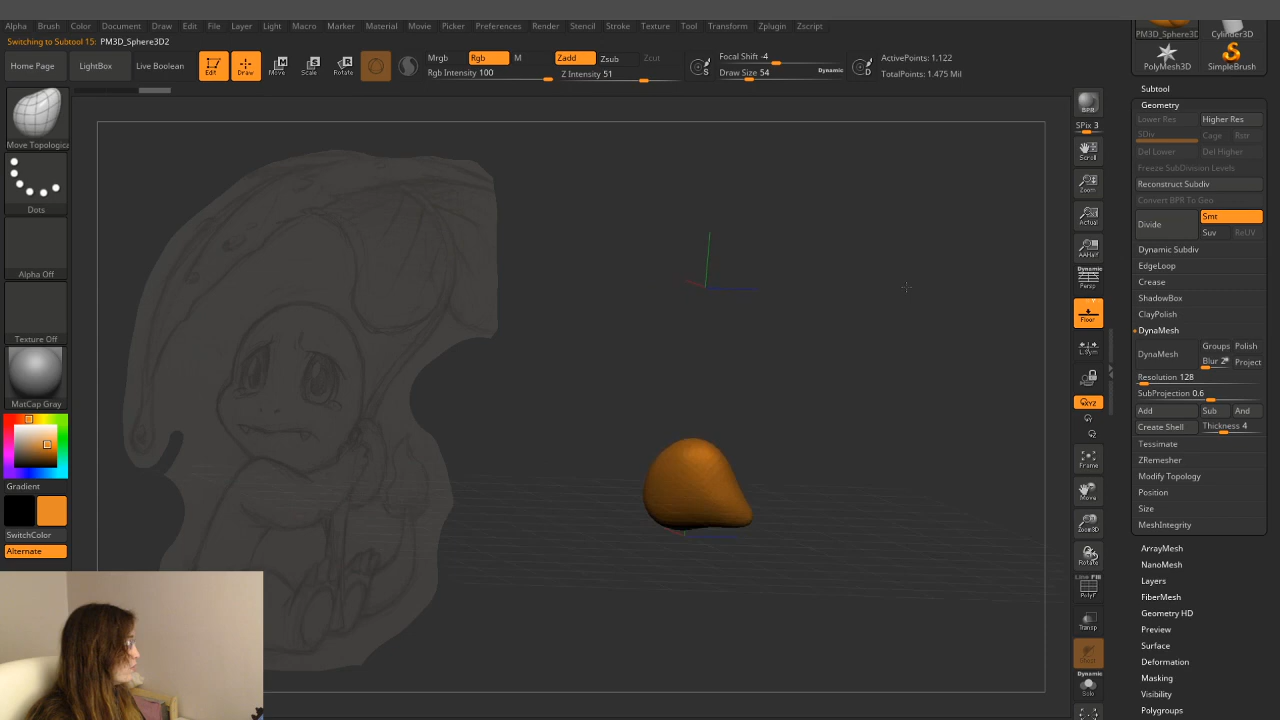 Alpha Brush Color Document Draw Edit File Layer Light Macro Marker Material Movie Picker Preferences Render Stencil Stroke Texture Tool Transform Zplugin Zscript
Switching to Subtool 15: PM3D_Sphere3D2
Home Page
LightBox
Live Boolean
Edit
Draw
Move
Scale
Rotate
Mrgb
Rgb
M
Rgb Intensity 100
Zadd
Zsub
Zcut
Z Intensity 51
S
Focal Shift -4
Draw Size 54
Dynamic
D
ActivePoints: 1.122
TotalPoints: 1.475 Mil
Move Topologica
Dots
Alpha Off
Texture Off
MatCap Gray
Gradient
SwitchColor
Alternate
BPR
SPix 3
Scroll
Zoom
Actual
AAHalf
Dynamic
Persp
Floor
L.Sym
XYZ
Frame
Move
Zoom3D
Rotate
Line Fill
PolyF
Transp
Ghost
Dynamic
Solo
PM3D_Sphere3D
Cylinder3D
PolyMesh3D
SimpleBrush
Subtool
Geometry
Lower Res
Higher Res
SDiv
Cage
Rstr
Del Lower
Del Higher
Freeze SubDivision Levels
Reconstruct Subdiv
Convert BPR To Geo
Divide
Smt
Suv
ReUV
Dynamic Subdiv
EdgeLoop
Crease
ShadowBox
ClayPolish
DynaMesh
DynaMesh
Groups
Polish
Blur 2
Project
Resolution 128
SubProjection 0.6
Add
Sub
And
Create Shell
Thickness 4
Tessimate
ZRemesher
Modify Topology
Position
Size
MeshIntegrity
ArrayMesh
NanoMesh
Layers
FiberMesh
Geometry HD
Preview
Surface
Deformation
Masking
Visibility
Polygroups